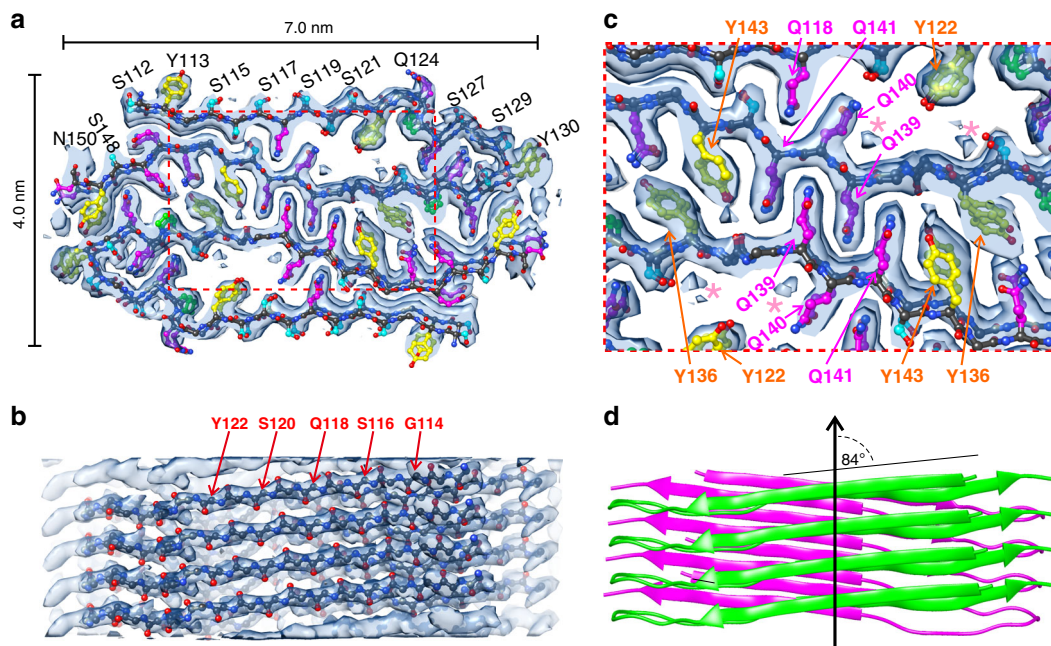 a
7.0 nm
4.0 nm
S112
Y113
S115
S117
S119
S121
Q124
S127
S129
Y130
N150
S148
c
Y143
Q118
Q141
Y122
Q140
*
*
Q139
*
*
Q139
Q140
Y136
Y122
Q141
Y143
Y136
b
Y122
S120
Q118
S116
G114
d
84°